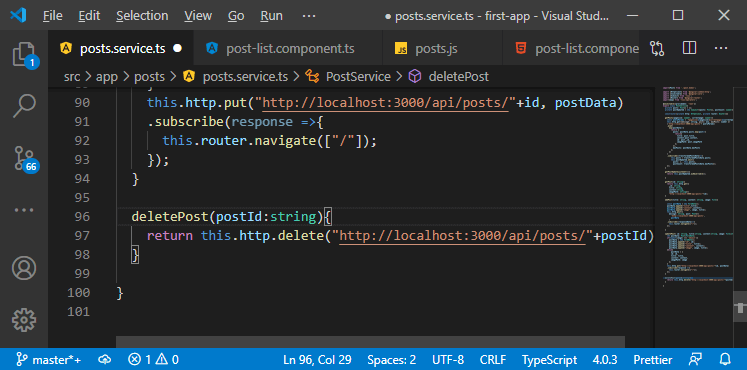 File Edit Selection View Go Run ··· ● posts.service.ts - first-app - Visual Stud...
posts.service.ts ● post-list.component.ts posts.js post-list.compone
src > app > posts > posts.service.ts > PostService > deletePost
90 this.http.put("http://localhost:3000/api/posts/"+id, postData)
91 .subscribe(response =>{
92 this.router.navigate(["/"]);
93 });
94 }
95
96 deletePost(postId:string){
97 return this.http.delete("http://localhost:3000/api/posts/"+postId)
98 }
99
100 }
101
1
66
master*+ 1 0 Ln 96, Col 29 Spaces: 2 UTF-8 CRLF TypeScript 4.0.3 Prettier